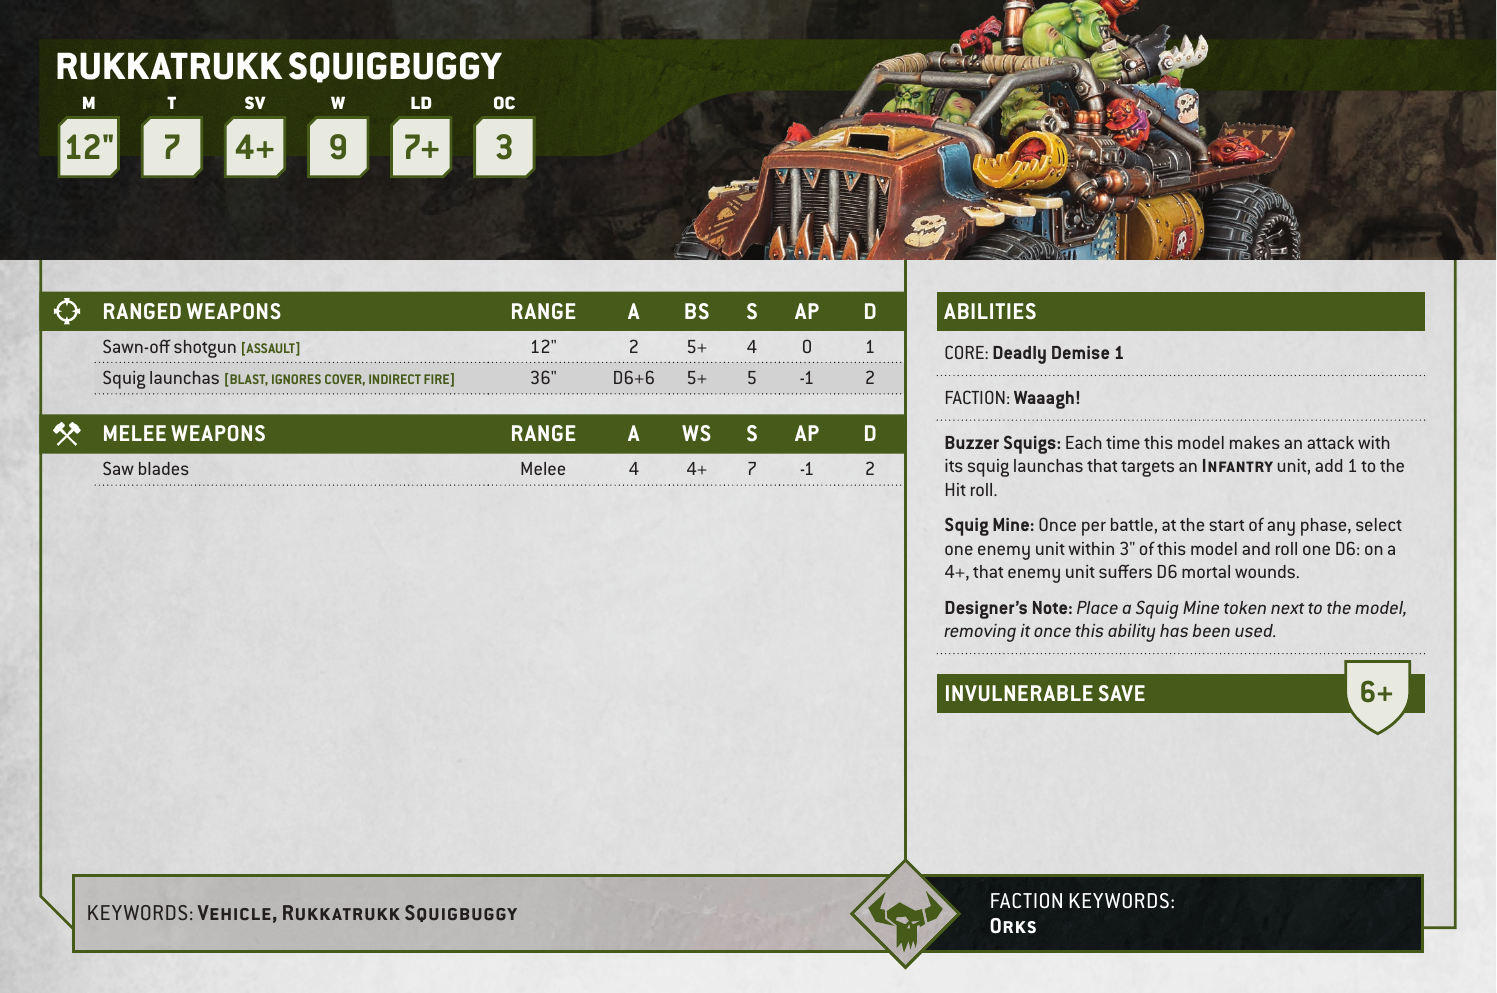 RUKKATRUKK SQUIGBUGGY
M T SV W LD OC
12" 7 4+ 9 7+ 3
RANGED WEAPONS RANGE A BS S AP D
Sawn-off shotgun [ASSAULT] 12" 2 5+ 4 0 1
Squig launchas [BLAST, IGNORES COVER, INDIRECT FIRE] 36" D6+6 5+ 5 -1 2
MELEE WEAPONS RANGE A WS S AP D
Saw blades Melee 4 4+ 7 -1 2
ABILITIES
CORE: Deadly Demise 1
FACTION: Waaagh!
Buzzer Squigs: Each time this model makes an attack with
its squig launchas that targets an INFANTRY unit, add 1 to the
Hit roll.
Squig Mine: Once per battle, at the start of any phase, select
one enemy unit within 3" of this model and roll one D6: on a
4+, that enemy unit suffers D6 mortal wounds.
Designer's Note: Place a Squig Mine token next to the model,
removing it once this ability has been used.
INVULNERABLE SAVE 6+
KEYWORDS: VEHICLE, RUKKATRUKK SQUIGBUGGY
FACTION KEYWORDS:
ORKS